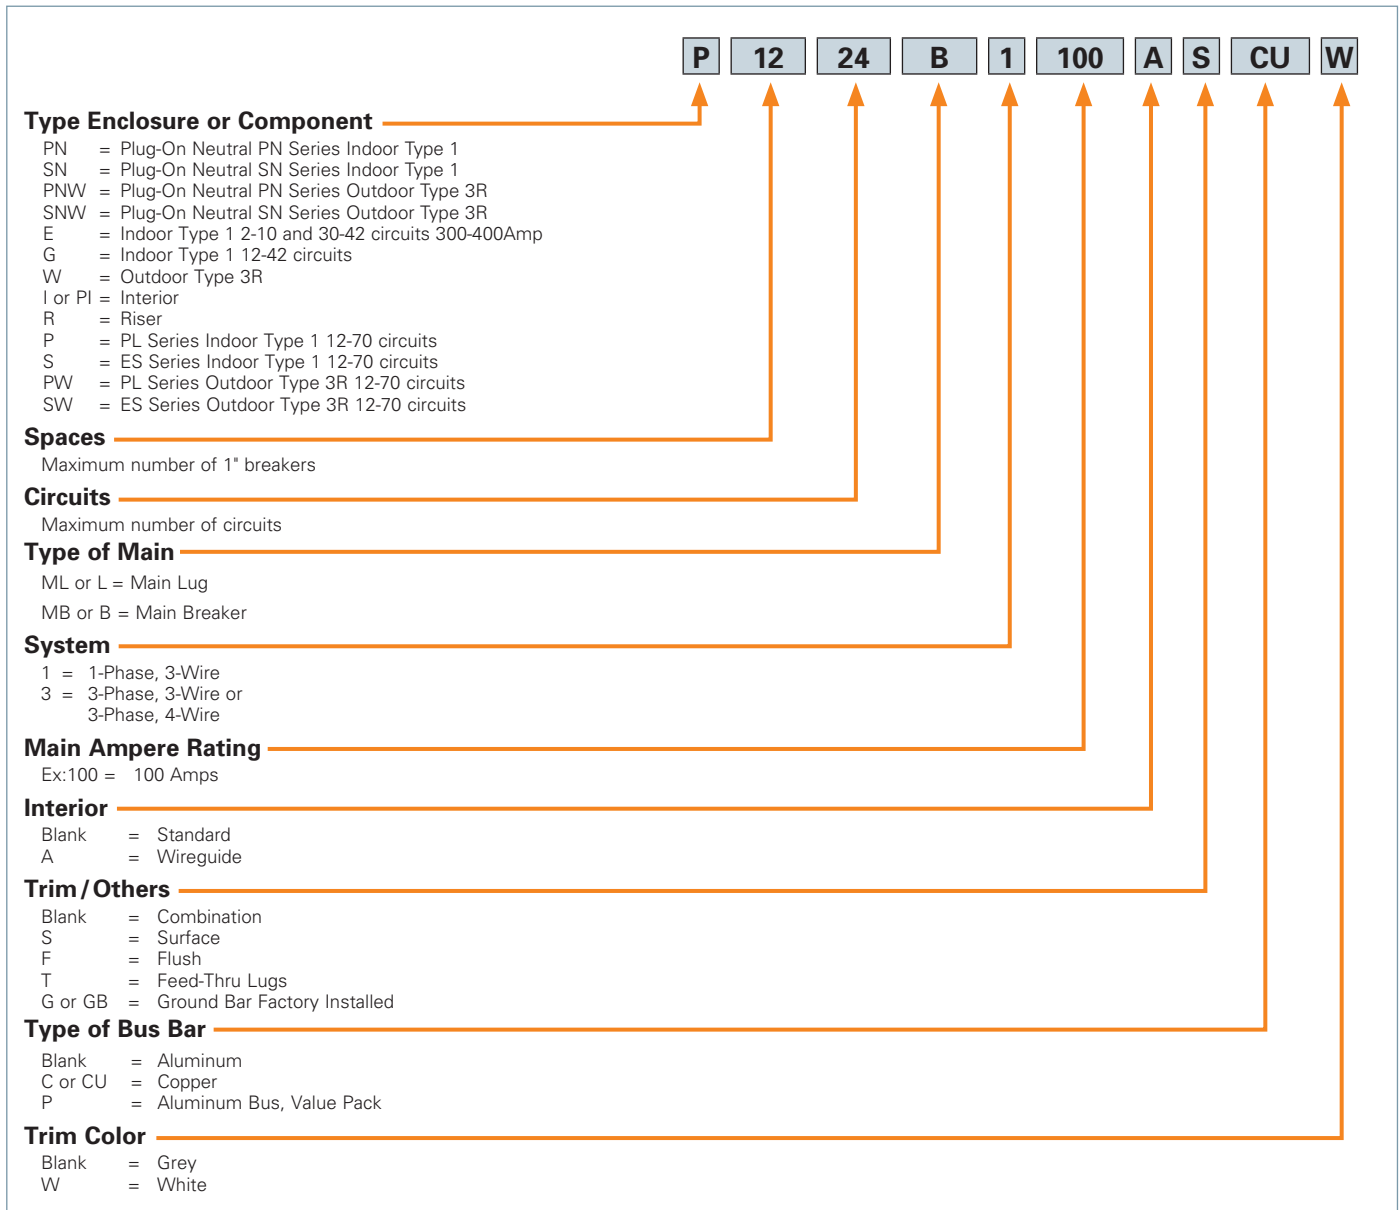 P 12 24 B 1 100 A S CU W
Type Enclosure or Component
PN = Plug-On Neutral PN Series Indoor Type 1
SN = Plug-On Neutral SN Series Indoor Type 1
PNW = Plug-On Neutral PN Series Outdoor Type 3R
SNW = Plug-On Neutral SN Series Outdoor Type 3R
E = Indoor Type 1 2-10 and 30-42 circuits 300-400Amp
G = Indoor Type 1 12-42 circuits
W = Outdoor Type 3R
I or PI = Interior
R = Riser
P = PL Series Indoor Type 1 12-70 circuits
S = ES Series Indoor Type 1 12-70 circuits
PW = PL Series Outdoor Type 3R 12-70 circuits
SW = ES Series Outdoor Type 3R 12-70 circuits
Spaces
Maximum number of 1" breakers
Circuits
Maximum number of circuits
Type of Main
ML or L = Main Lug
MB or B = Main Breaker
System
1 = 1-Phase, 3-Wire
3 = 3-Phase, 3-Wire or
3-Phase, 4-Wire
Main Ampere Rating
Ex:100 = 100 Amps
Interior
Blank = Standard
A = Wireguide
Trim/Others
Blank = Combination
S = Surface
F = Flush
T = Feed-Thru Lugs
G or GB = Ground Bar Factory Installed
Type of Bus Bar
Blank = Aluminum
C or CU = Copper
P = Aluminum Bus, Value Pack
Trim Color
Blank = Grey
W = White